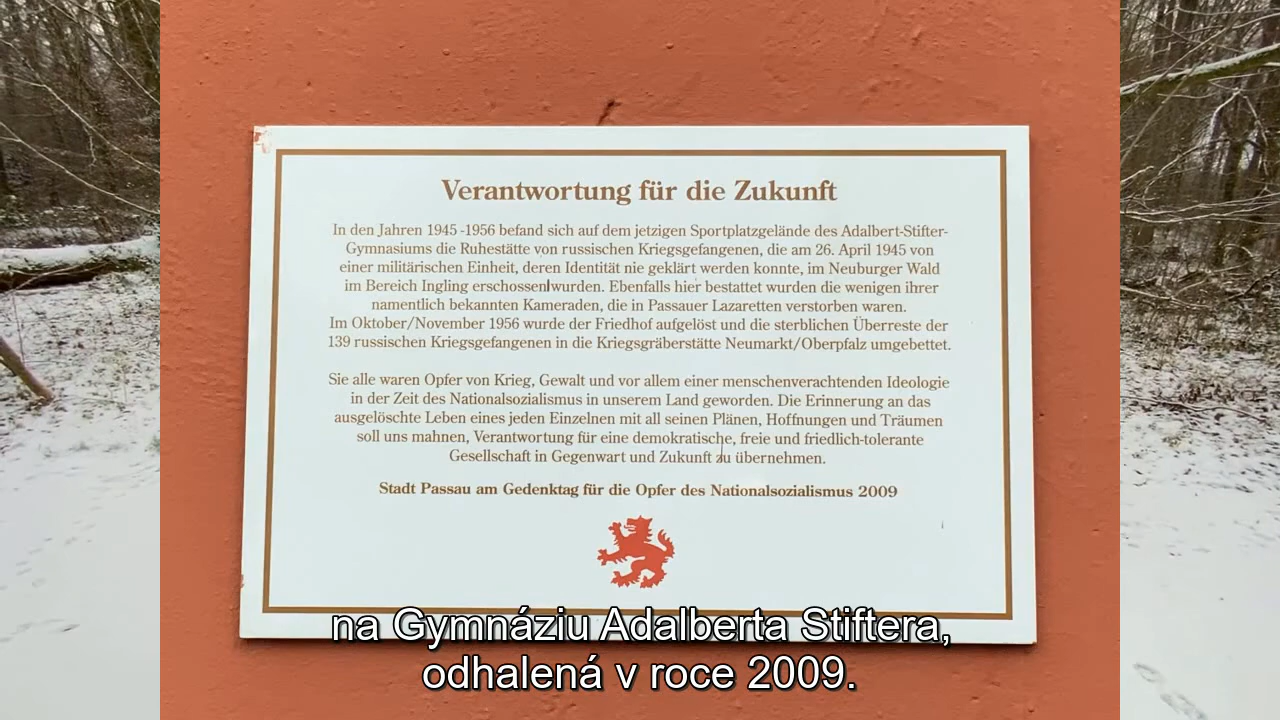 Verantwortung für die Zukunft
In den Jahren 1945 -1956 befand sich auf dem jetzigen Sportplatzgelände des Adalbert-Stifter-
Gymnasiums die Ruhestätte von russischen Kriegsgefangenen, die am 26. April 1945 von
einer militärischen Einheit, deren Identität nie geklärt werden konnte, im Neuburger Wald
im Bereich Ingling erschossen wurden. Ebenfalls hier bestattet wurden die wenigen ihrer
namentlich bekannten Kameraden, die in Passauer Lazaretten verstorben waren.
Im Oktober/November 1956 wurde der Friedhof aufgelöst und die sterblichen Überreste der
139 russischen Kriegsgefangenen in die Kriegsgräberstätte Neumarkt/Oberpfalz umgebettet.
Sie alle waren Opfer von Krieg, Gewalt und vor allem einer menschenverachtenden Ideologie
in der Zeit des Nationalsozialismus in unserem Land geworden. Die Erinnerung an das
ausgelöschte Leben eines jeden Einzelnen mit all seinen Plänen, Hoffnungen und Träumen
soll uns mahnen, Verantwortung für eine demokratische, freie und friedlich-tolerante
Gesellschaft in Gegenwart und Zukunft zu übernehmen.
Stadt Passau am Gedenktag für die Opfer des Nationalsozialismus 2009
na Gymnáziu Adalberta Stiftera,
odhalená v roce 2009.